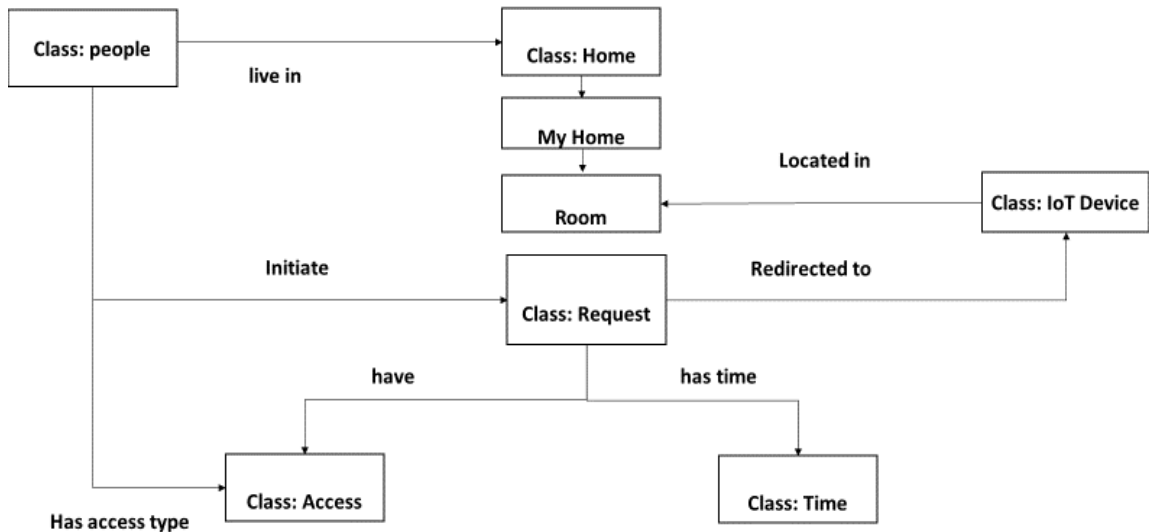 Class: people
live in
Class: Home
My Home
Room
Located in
Class: IoT Device
Initiate
Class: Request
Redirected to
have
has time
Class: Access
Class: Time
Has access type